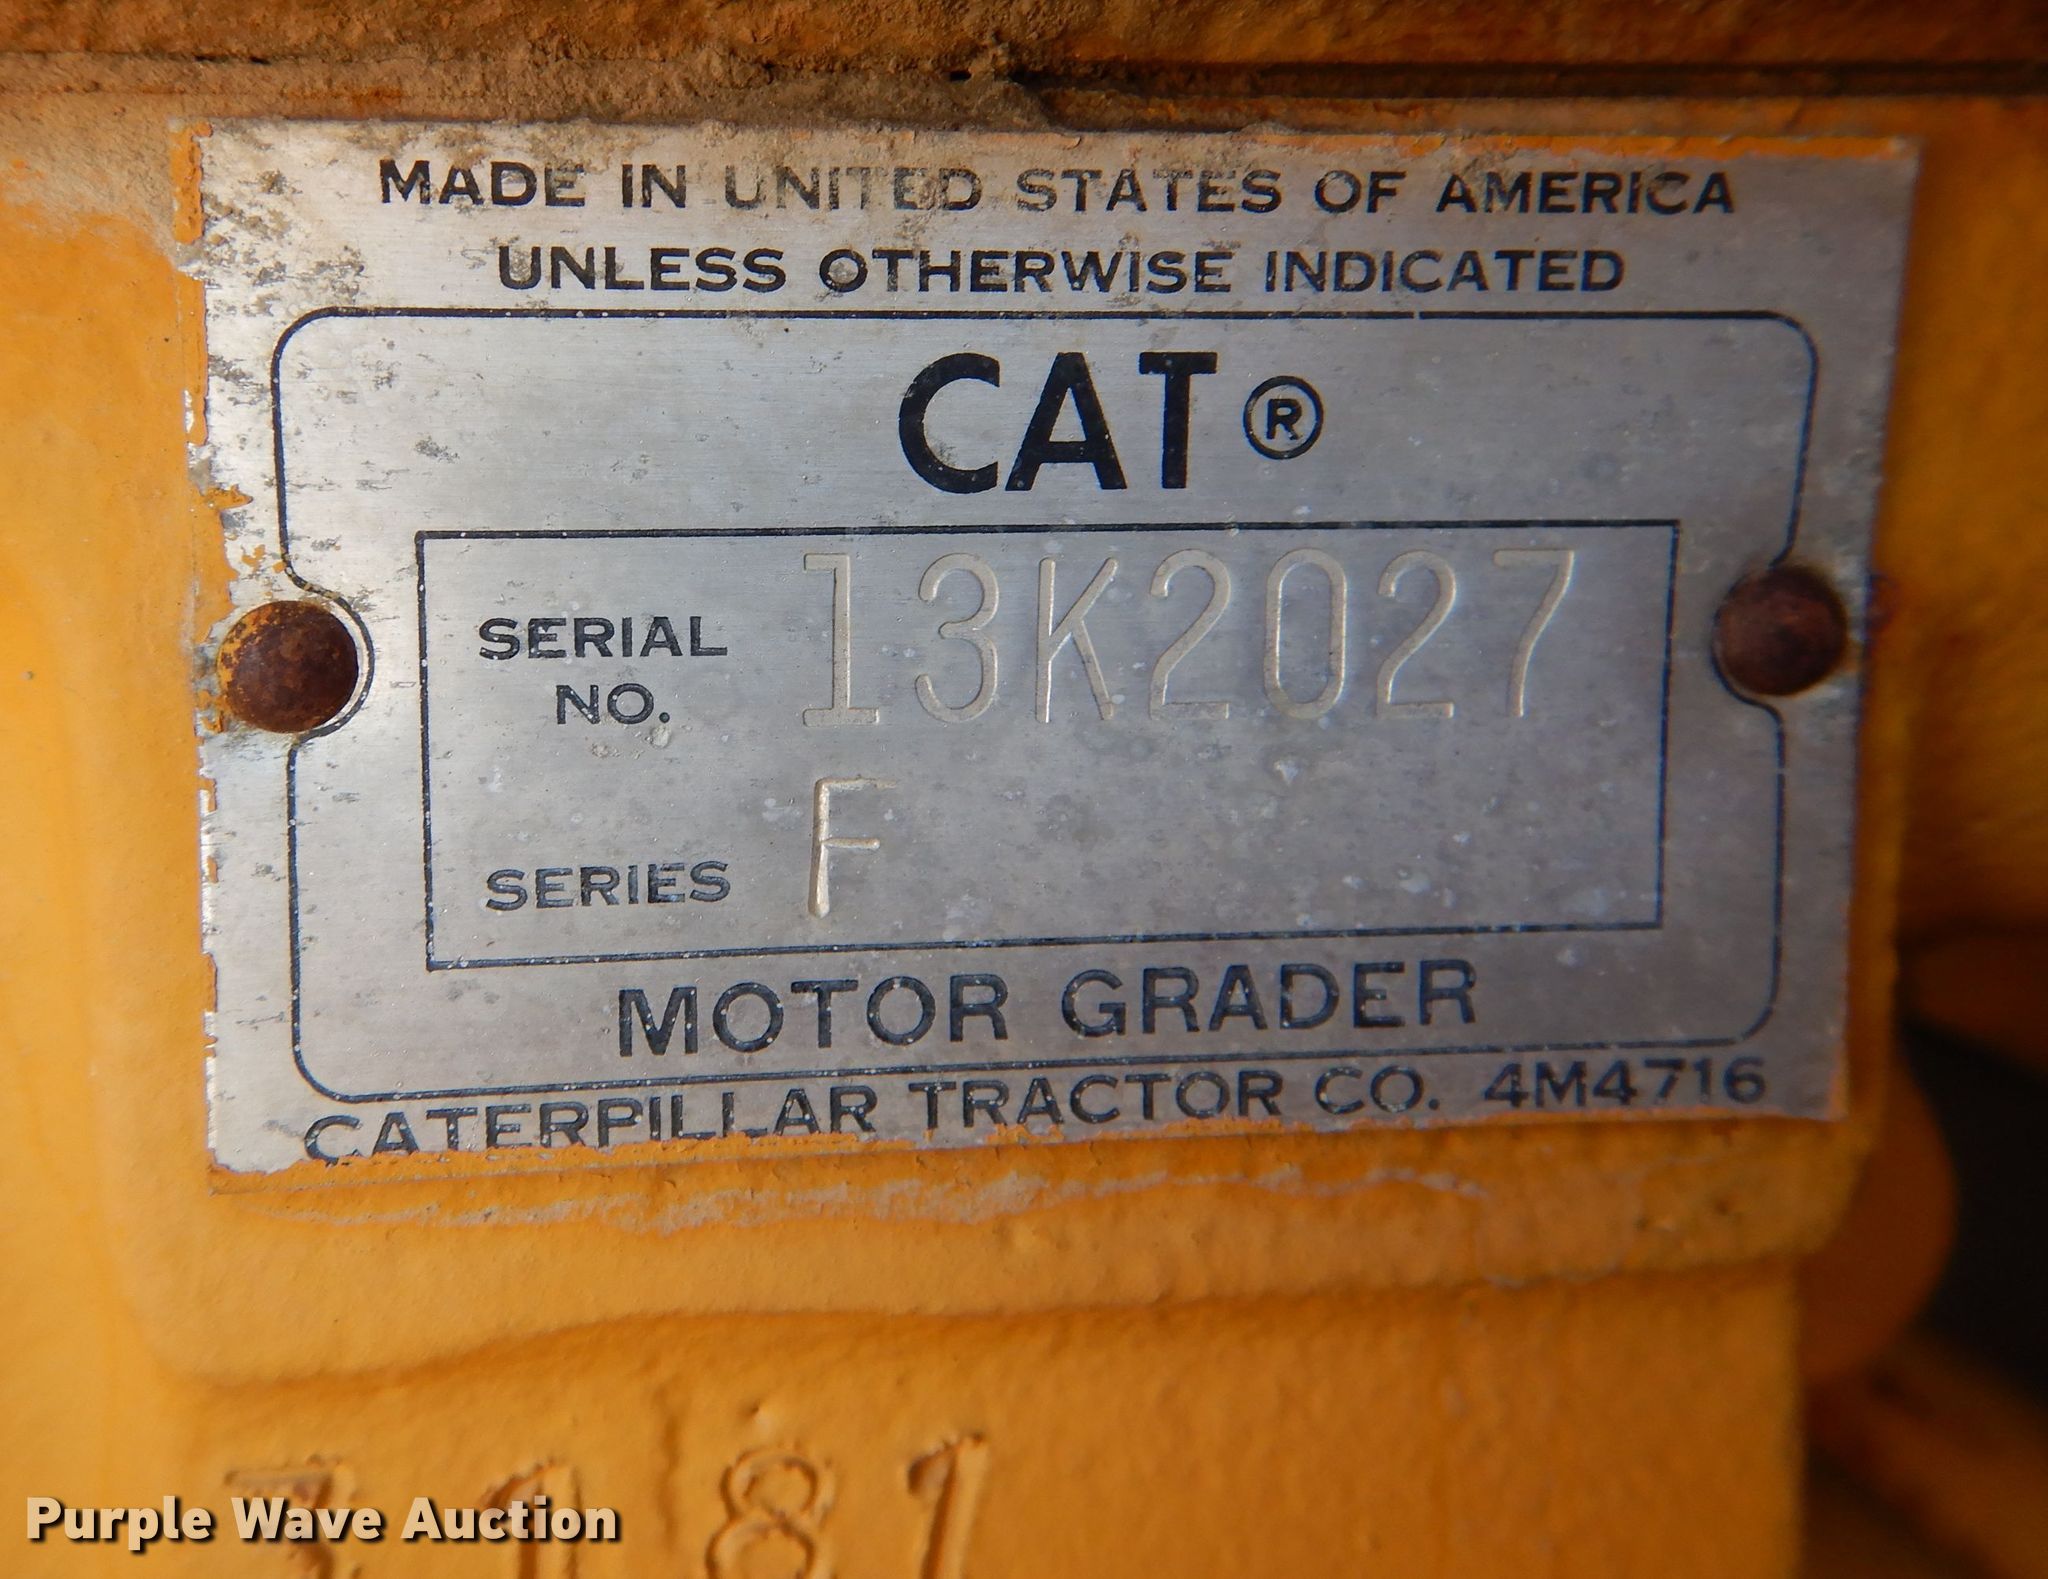 MADE IN UNITED STATES OF AMERICA
UNLESS OTHERWISE INDICATED
CAT®
SERIAL NO. 13K2027
SERIES F
MOTOR GRADER
CATERPILLAR TRACTOR CO. 4M4716
Purple Wave Auction